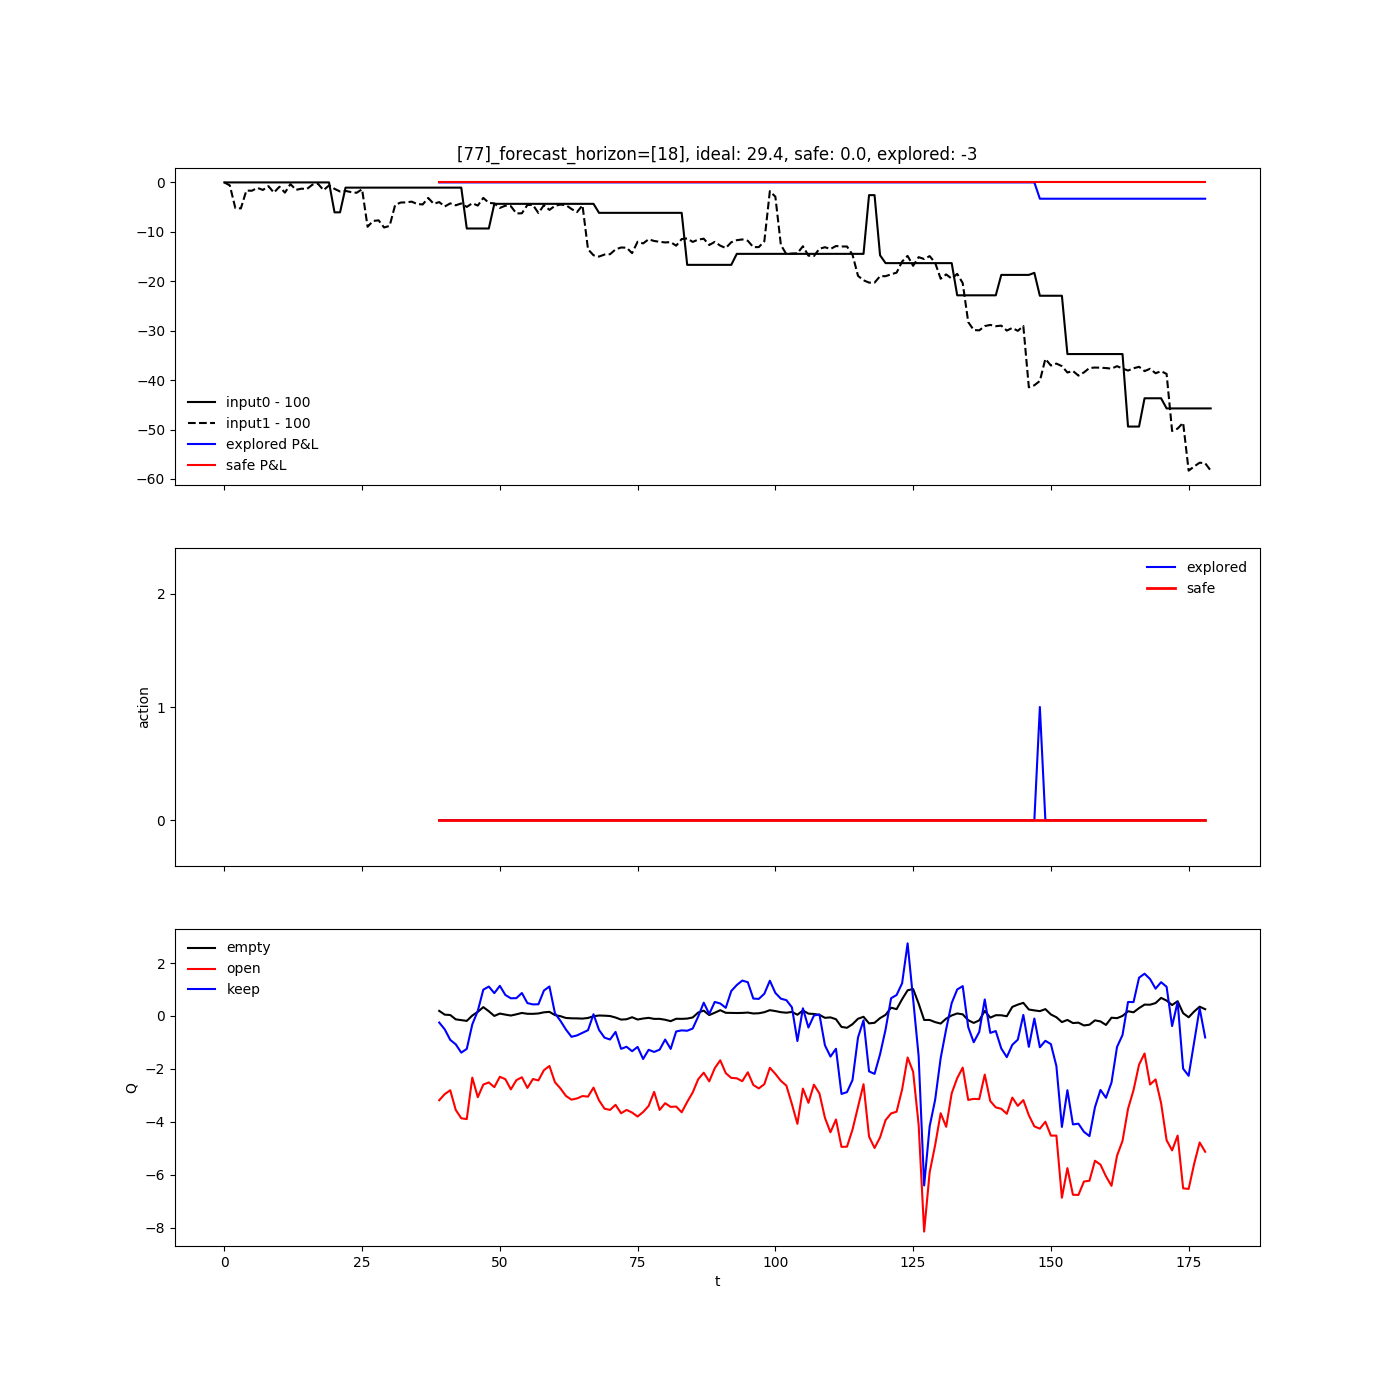 [77]_forecast_horizon=[18], ideal: 29.4, safe: 0.0, explored: -3
0
−10
−20
−30
−40
−50
−60
input0 - 100
input1 - 100
explored P&L
safe P&L
action
2
1
0
explored
safe
Q
2
0
−2
−4
−6
−8
empty
open
keep
0
25
50
75
100
125
150
175
t